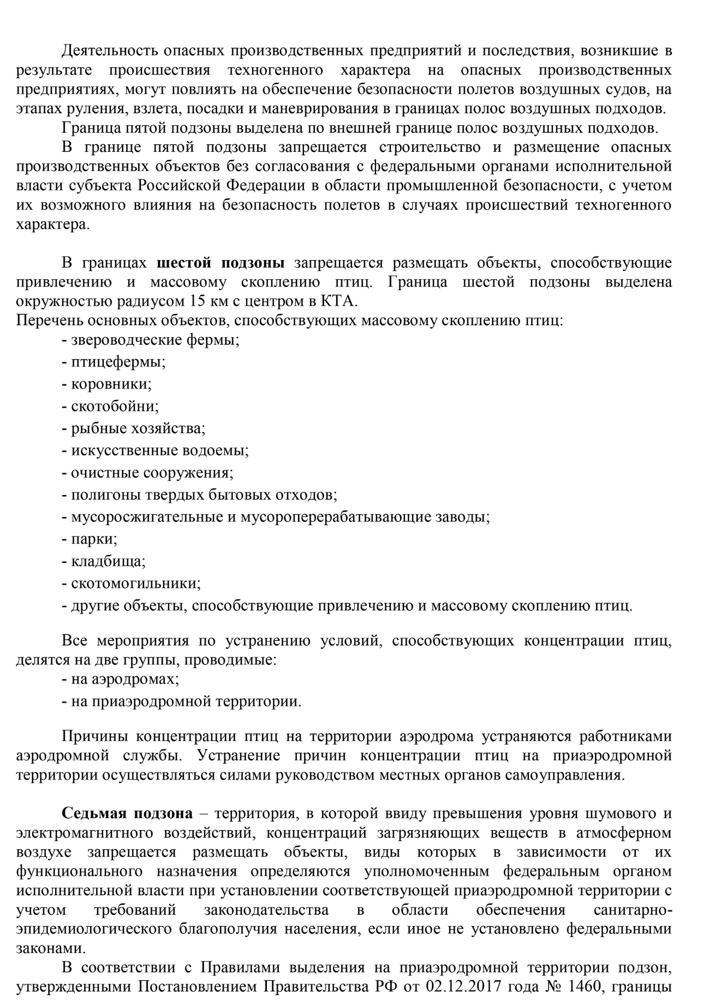 Деятельность опасных производственных предприятий и последствия, возникшие в
результате происшествия техногенного характера на опасных производственных
предприятиях, могут повлиять на обеспечение безопасности полетов воздушных судов, на
этапах руления, взлета, посадки и маневрирования в границах полос воздушных подходов.
Граница пятой подзоны выделена по внешней границе полос воздушных подходов.
В границе пятой подзоны запрещается строительство и размещение опасных
производственных объектов без согласования с федеральными органами исполнительной
власти субъекта Российской Федерации в области промышленной безопасности, с учетом
их возможного влияния на безопасность полетов в случаях происшествий техногенного
характера.
В границах шестой подзоны запрещается размещать объекты, способствующие
привлечению и массовому скоплению птиц. Граница шестой подзоны выделена
окружностью радиусом 15 км с центром в КТА.
Перечень основных объектов, способствующих массовому скоплению птиц:
- звероводческие фермы;
- птицефермы;
- коровники;
- скотобойни;
- рыбные хозяйства;
- искусственные водоемы;
- очистные сооружения;
- полигоны твердых бытовых отходов;
- мусоросжигательные и мусороперерабатывающие заводы;
- парки;
- кладбища;
- скотомогильники;
- другие объекты, способствующие привлечению и массовому скоплению птиц.
Все мероприятия по устранению условий, способствующих концентрации птиц,
делятся на две группы, проводимые:
- на аэродромах;
- на приаэродромной территории.
Причины концентрации птиц на территории аэродрома устраняются работниками
аэродромной службы. Устранение причин концентрации птиц на приаэродромной
территории осуществляться силами руководством местных органов самоуправления.
Седьмая подзона – территория, в которой ввиду превышения уровня шумового и
электромагнитного воздействий, концентраций загрязняющих веществ в атмосферном
воздухе запрещается размещать объекты, виды которых в зависимости от их
функционального назначения определяются уполномоченным федеральным органом
исполнительной власти при установлении соответствующей приаэродромной территории с
учетом требований законодательства в области обеспечения санитарно-
эпидемиологического благополучия населения, если иное не установлено федеральными
законами.
В соответствии с Правилами выделения на приаэродромной территории подзон,
утвержденными Постановлением Правительства РФ от 02.12.2017 года № 1460, границы